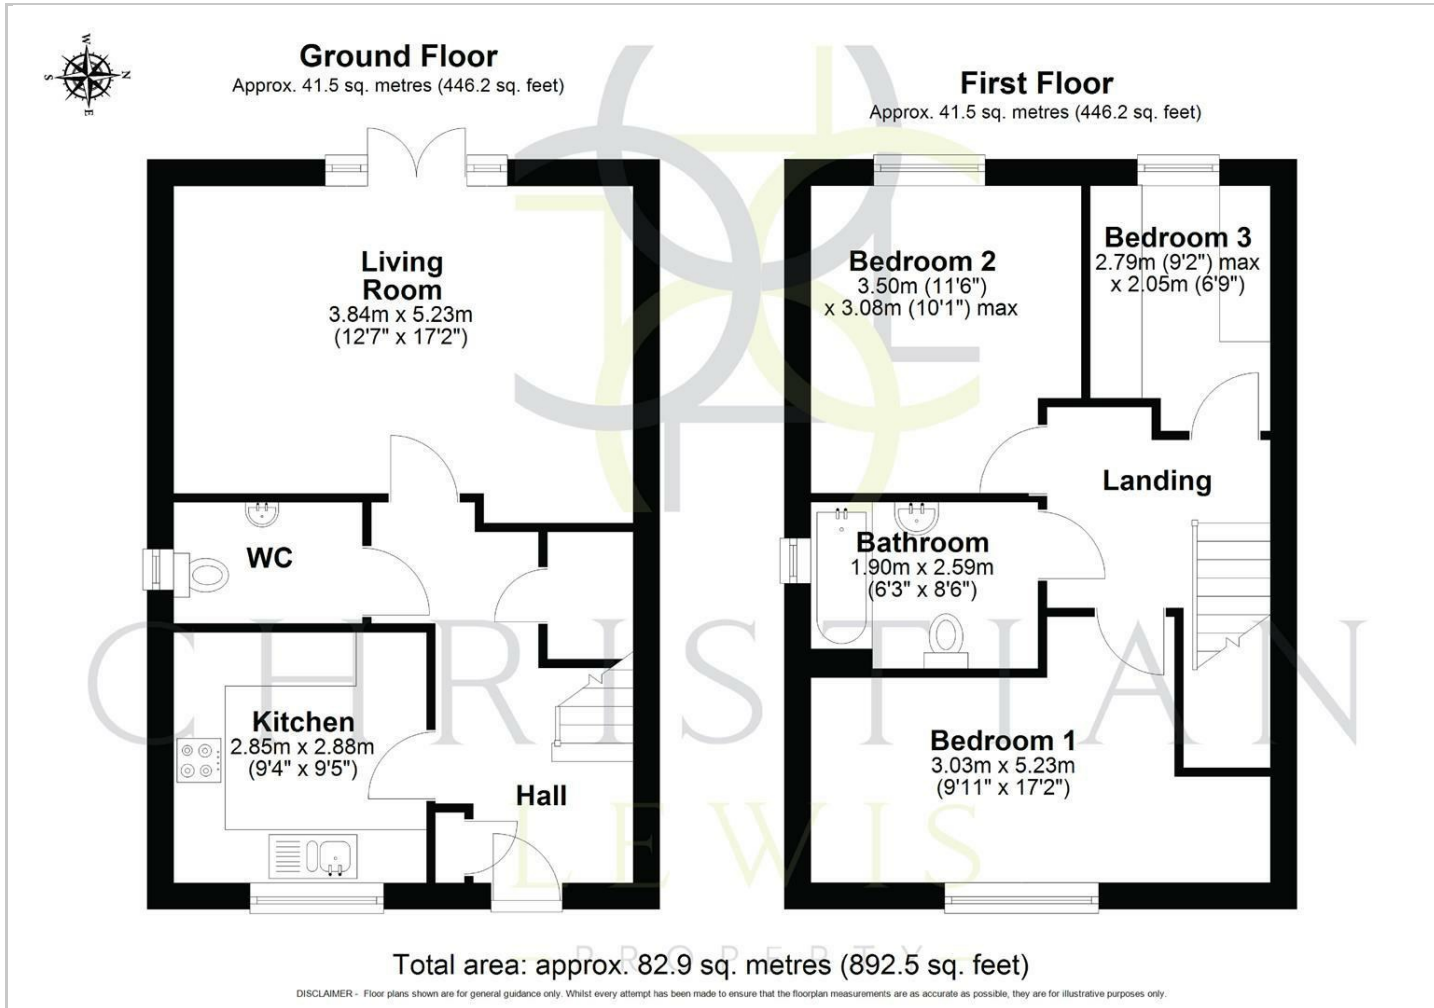 W
N
S
E
Ground Floor
Approx. 41.5 sq. metres (446.2 sq. feet)
Living
Room
3.84m x 5.23m
(12'7" x 17'2")
WC
Kitchen
2.85m x 2.88m
(9'4" x 9'5")
Hall
First Floor
Approx. 41.5 sq. metres (446.2 sq. feet)
Bedroom 2
3.50m (11'6")
x 3.08m (10'1") max
Bedroom 3
2.79m (9'2") max
x 2.05m (6'9")
Landing
Bathroom
1.90m x 2.59m
(6'3" x 8'6")
Bedroom 1
3.03m x 5.23m
(9'11" x 17'2")
CHRISTIAN
LEWIS
PROPERTY
Total area: approx. 82.9 sq. metres (892.5 sq. feet)
DISCLAIMER - Floor plans shown are for general guidance only. Whilst every attempt has been made to ensure that the floorplan measurements are as accurate as possible, they are for illustrative purposes only.